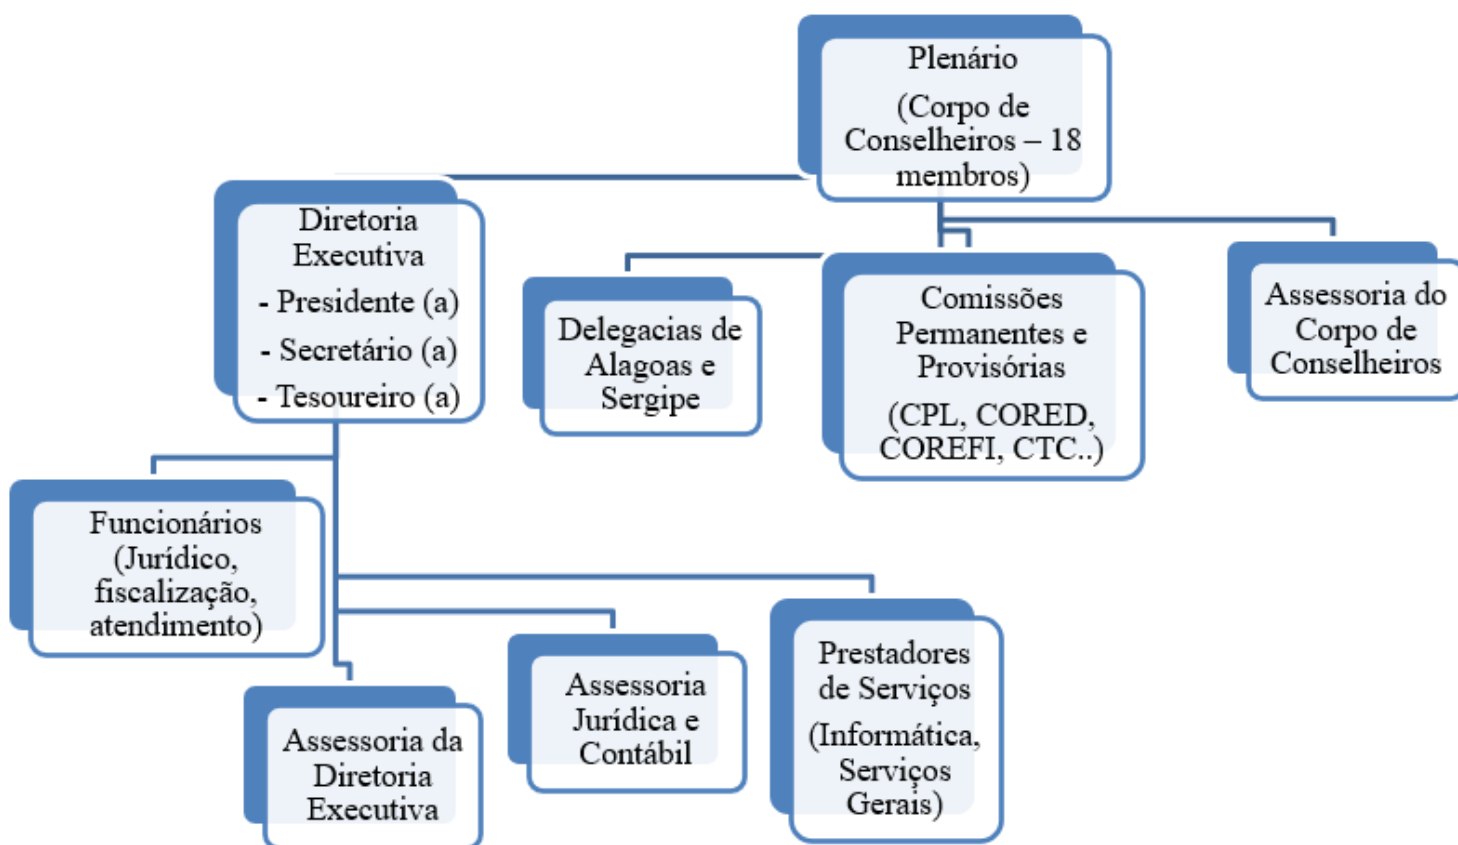 Plenário
(Corpo de
Conselheiros – 18
membros)
Diretoria
Executiva
- Presidente (a)
- Secretário (a)
- Tesoureiro (a)
Delegacias de
Alagoas e
Sergipe
Comissões
Permanentes e
Provisórias
(CPL, CORED,
COREFI, CTC..)
Assessoria do
Corpo de
Conselheiros
Funcionários
(Jurídico,
fiscalização,
atendimento)
Assessoria da
Diretoria
Executiva
Assessoria
Jurídica e
Contábil
Prestadores
de Serviços
(Informática,
Serviços
Gerais)